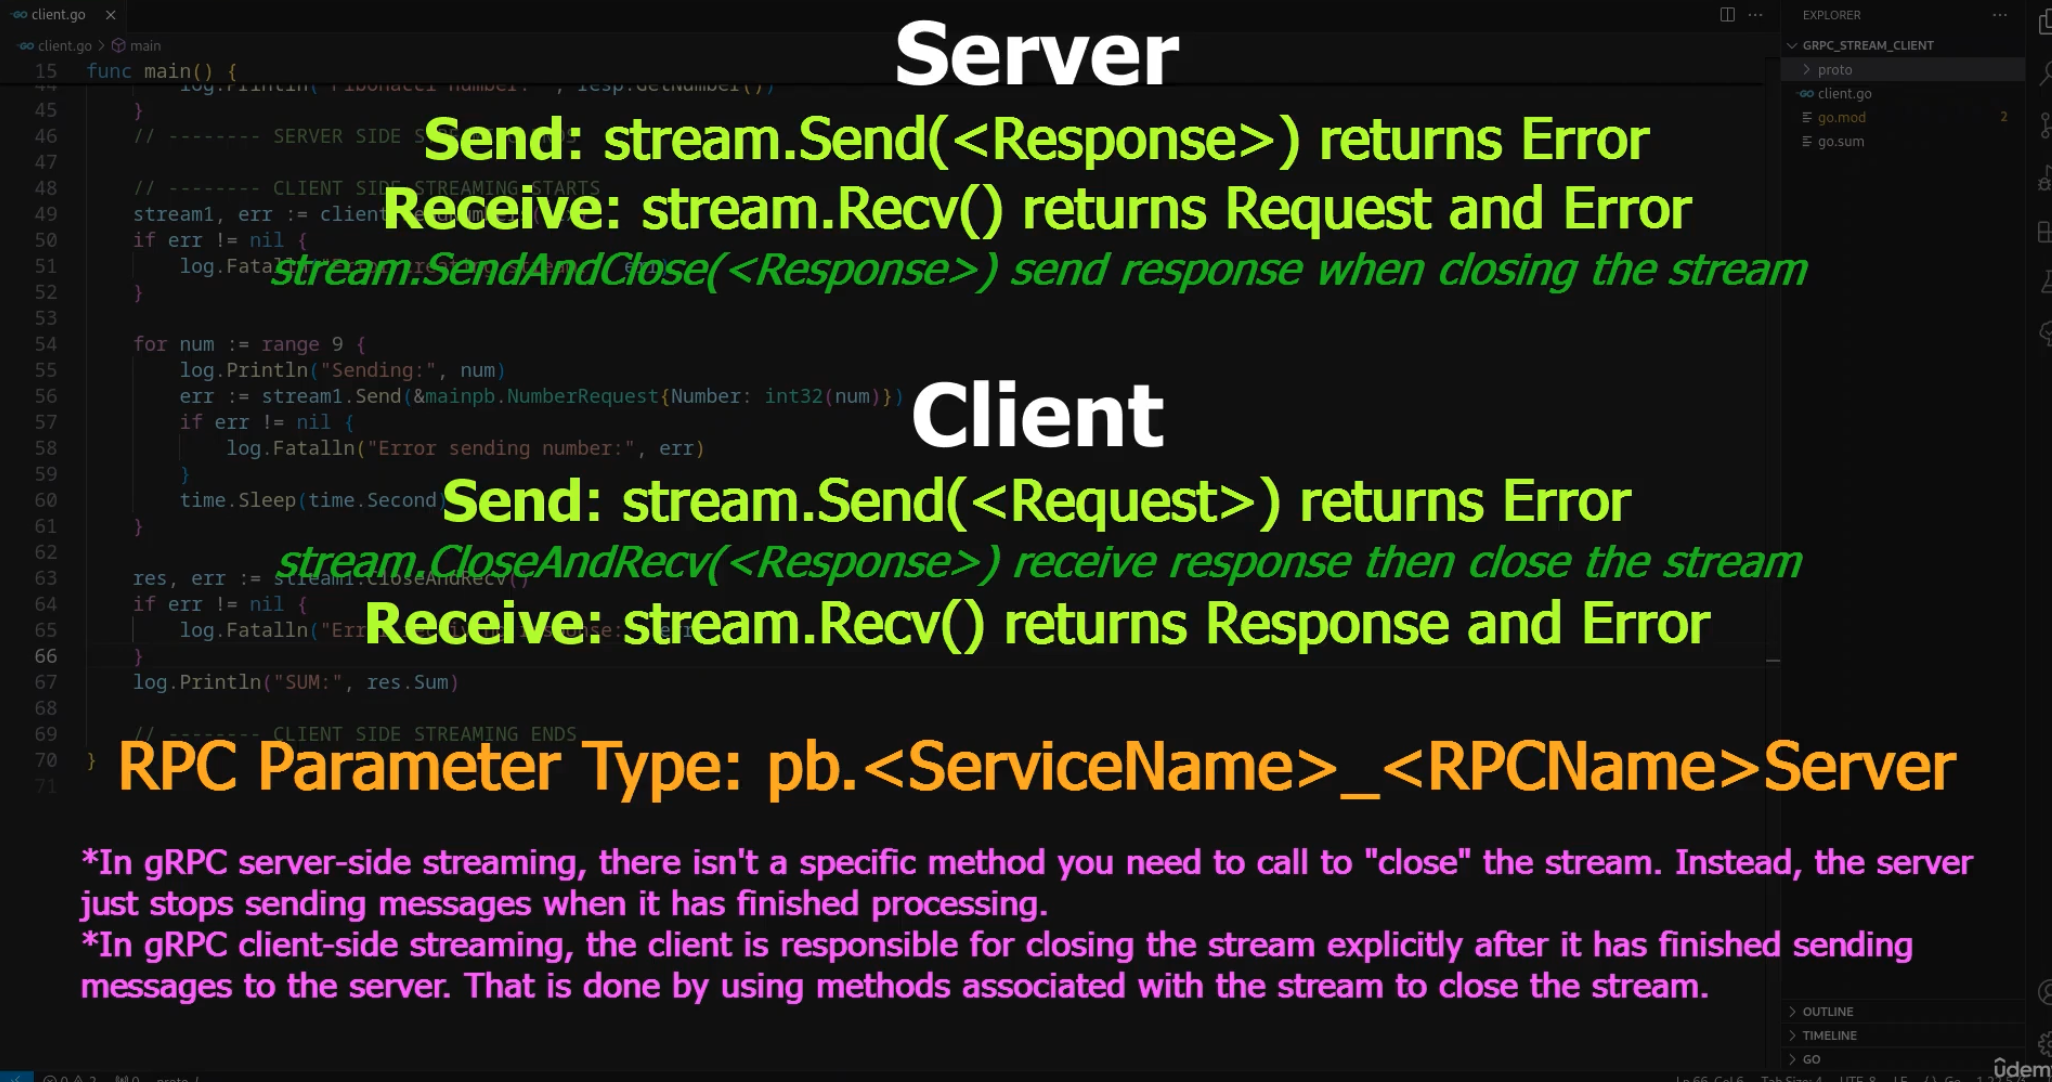 client.go
EXPLORER
client.go > main
Server
GRPC_STREAM_CLIENT
15 func main() {
proto
44 log.Println("Fibonacci number: ", resp.GetNumber())
client.go
45 }
go.mod 2
46 // -------- SERVER SIDE
go.sum
Send: stream.Send(<Response>) returns Error
47
48 // -------- CLIENT SIDE STREAMING STARTS
49 stream1, err := client
Receive: stream.Recv() returns Request and Error
50 if err != nil {
51 log.Fatalln(
stream.SendAndClose(<Response>) send response when closing the stream
52 }
53
54 for num := range 9 {
55 log.Println("Sending:", num)
56 err := stream1.Send(&mainpb.NumberRequest{Number: int32(num)})
Client
57 if err != nil {
58 log.Fatalln("Error sending number:", err)
59 }
60 time.Sleep(time.Second)
Send: stream.Send(<Request>) returns Error
61 }
62
stream.CloseAndRecv(<Response>) receive response then close the stream
63 res, err := stream1.CloseAndRecv()
64 if err != nil {
65 log.Fatalln(
Receive: stream.Recv() returns Response and Error
66 }
67 log.Println("SUM:", res.Sum)
68
69 // -------- CLIENT SIDE STREAMING ENDS
70 }
71
RPC Parameter Type: pb.<ServiceName>_<RPCName>Server
*In gRPC server-side streaming, there isn't a specific method you need to call to "close" the stream. Instead, the server
just stops sending messages when it has finished processing.
*In gRPC client-side streaming, the client is responsible for closing the stream explicitly after it has finished sending
messages to the server. That is done by using methods associated with the stream to close the stream.
OUTLINE
TIMELINE
GO